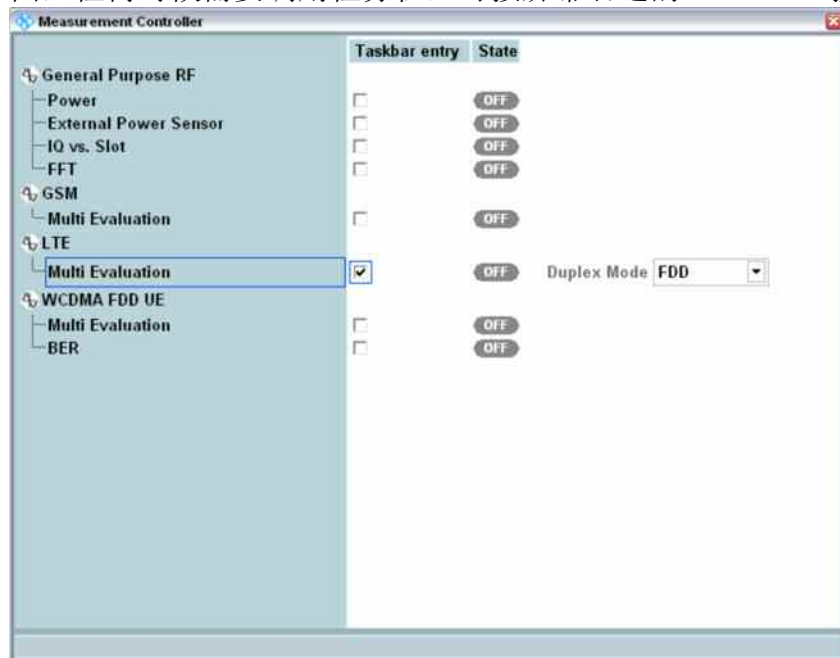 Measurement Controller
Taskbar entry State
General Purpose RF
Power OFF
External Power Sensor OFF
IQ vs. Slot OFF
FFT OFF
GSM
Multi Evaluation OFF
LTE
Multi Evaluation OFF Duplex Mode FDD
WCDMA FDD UE
Multi Evaluation OFF
BER OFF